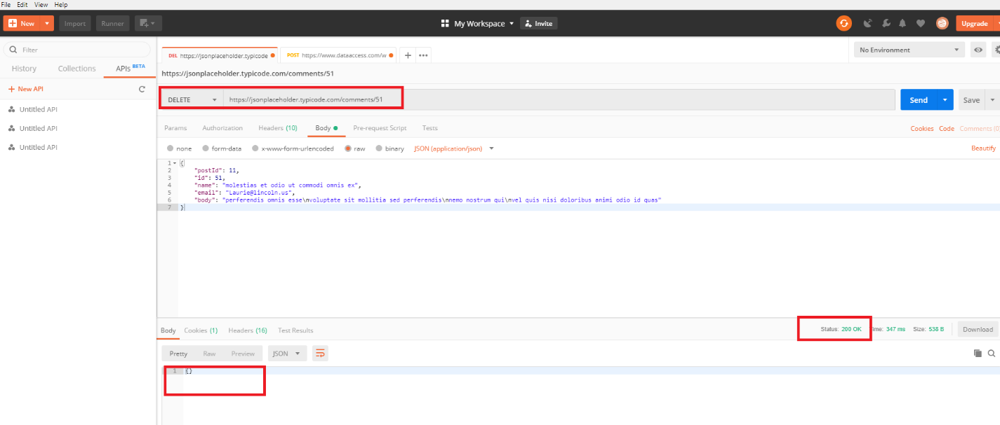 File Edit View Help
New Import Runner My Workspace Invite Upgrade
Filter
History Collections APIs BETA
New API
Untitled API
Untitled API
Untitled API
DEL https://jsonplaceholder.typicode POST https://www.dataaccess.com/w No Environment
https://jsonplaceholder.typicode.com/comments/51
DELETE https://jsonplaceholder.typicode.com/comments/51 Send Save
Params Authorization Headers (10) Body Pre-request Script Tests Cookies Code Comments (0
none form-data x-www-form-urlencoded raw binary JSON (application/json) Beautify
1 {
2 "postId": 11,
3 "id": 51,
4 "name": "molestias et odio ut commodi omnis ex",
5 "email": "Laurie@lincoln.us",
6 "body": "perferendis omnis esse\nvoluptate sit mollitia sed perferendis\nnemo nostrum qui\nvel quis nisi doloribus animi odio id quas"
7 }
Body Cookies (1) Headers (16) Test Results Status: 200 OK Time: 347 ms Size: 538 B Download
Pretty Raw Preview JSON
1 {}